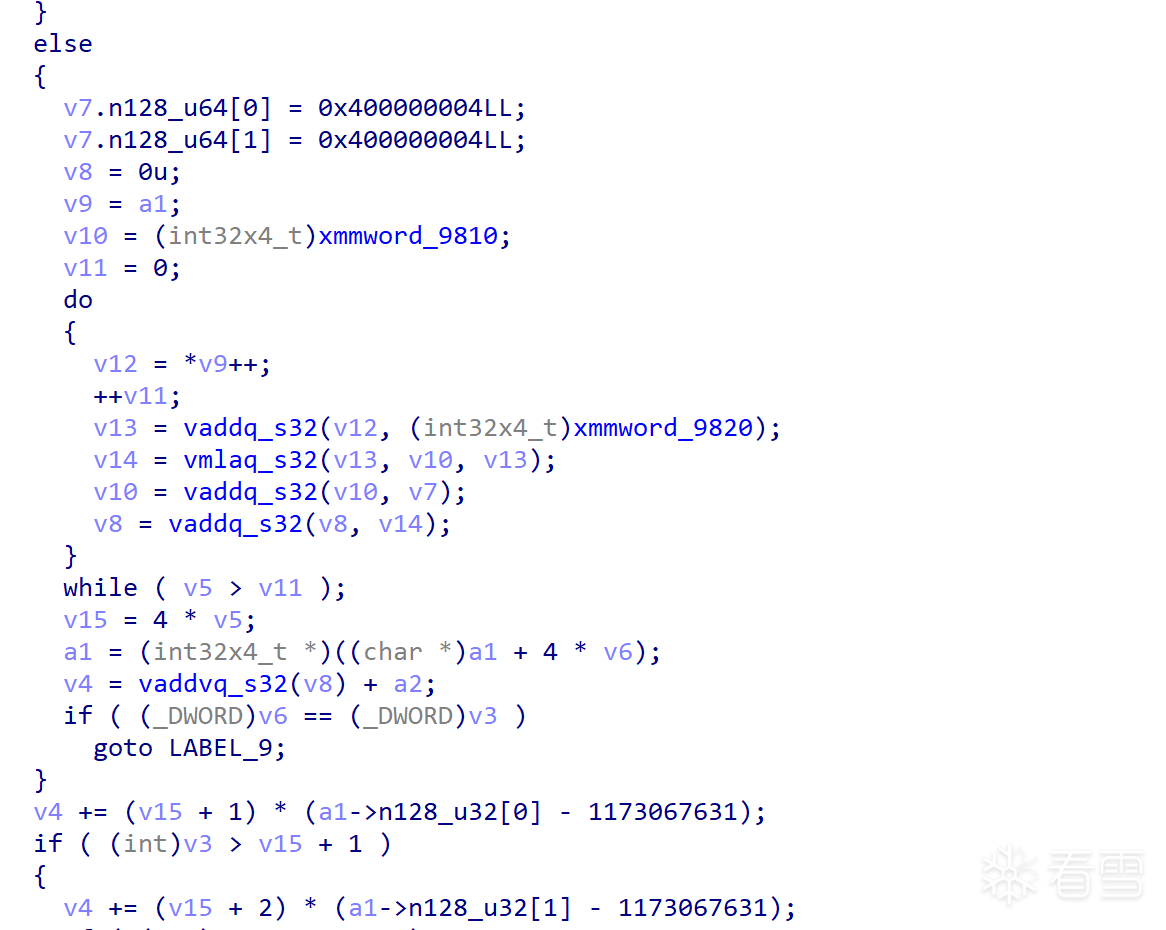 }
else
{
v7.n128_u64[0] = 0x400000004LL;
v7.n128_u64[1] = 0x400000004LL;
v8 = 0u;
v9 = a1;
v10 = (int32x4_t)xmmword_9810;
v11 = 0;
do
{
v12 = *v9++;
++v11;
v13 = vaddq_s32(v12, (int32x4_t)xmmword_9820);
v14 = vmlaq_s32(v13, v10, v13);
v10 = vaddq_s32(v10, v7);
v8 = vaddq_s32(v8, v14);
}
while ( v5 > v11 );
v15 = 4 * v5;
a1 = (int32x4_t *)((char *)a1 + 4 * v6);
v4 = vaddvq_s32(v8) + a2;
if ( (_DWORD)v6 == (_DWORD)v3 )
goto LABEL_9;
}
v4 += (v15 + 1) * (a1->n128_u32[0] - 1173067631);
if ( (int)v3 > v15 + 1 )
{
v4 += (v15 + 2) * (a1->n128_u32[1] - 1173067631);
看雪